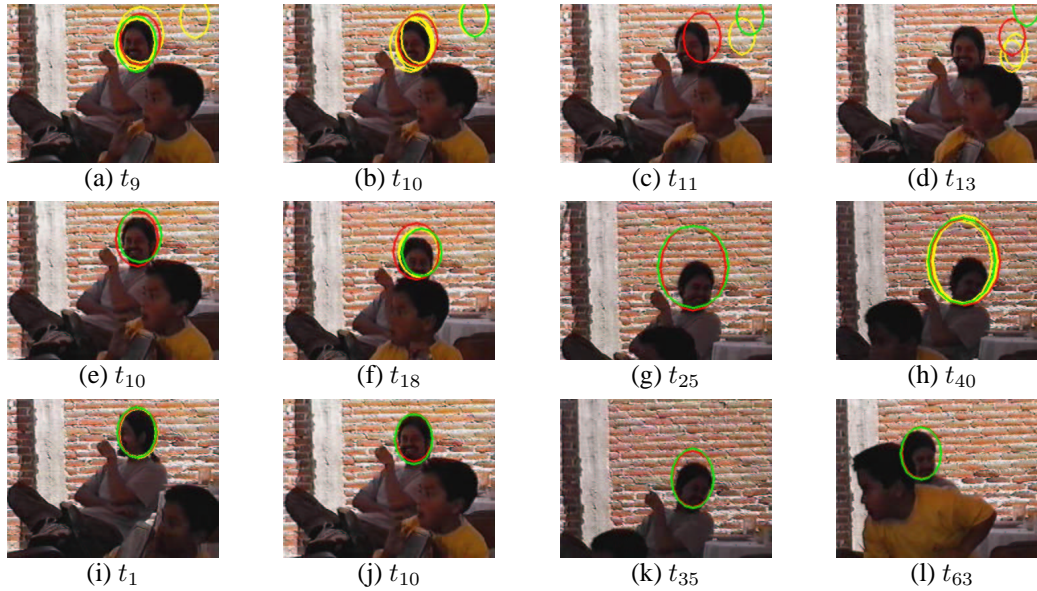 (a) t₉ (b) t₁₀ (c) t₁₁ (d) t₁₃
(e) t₁₀ (f) t₁₈ (g) t₂₅ (h) t₄₀
(i) t₁ (j) t₁₀ (k) t₃₅ (l) t₆₃